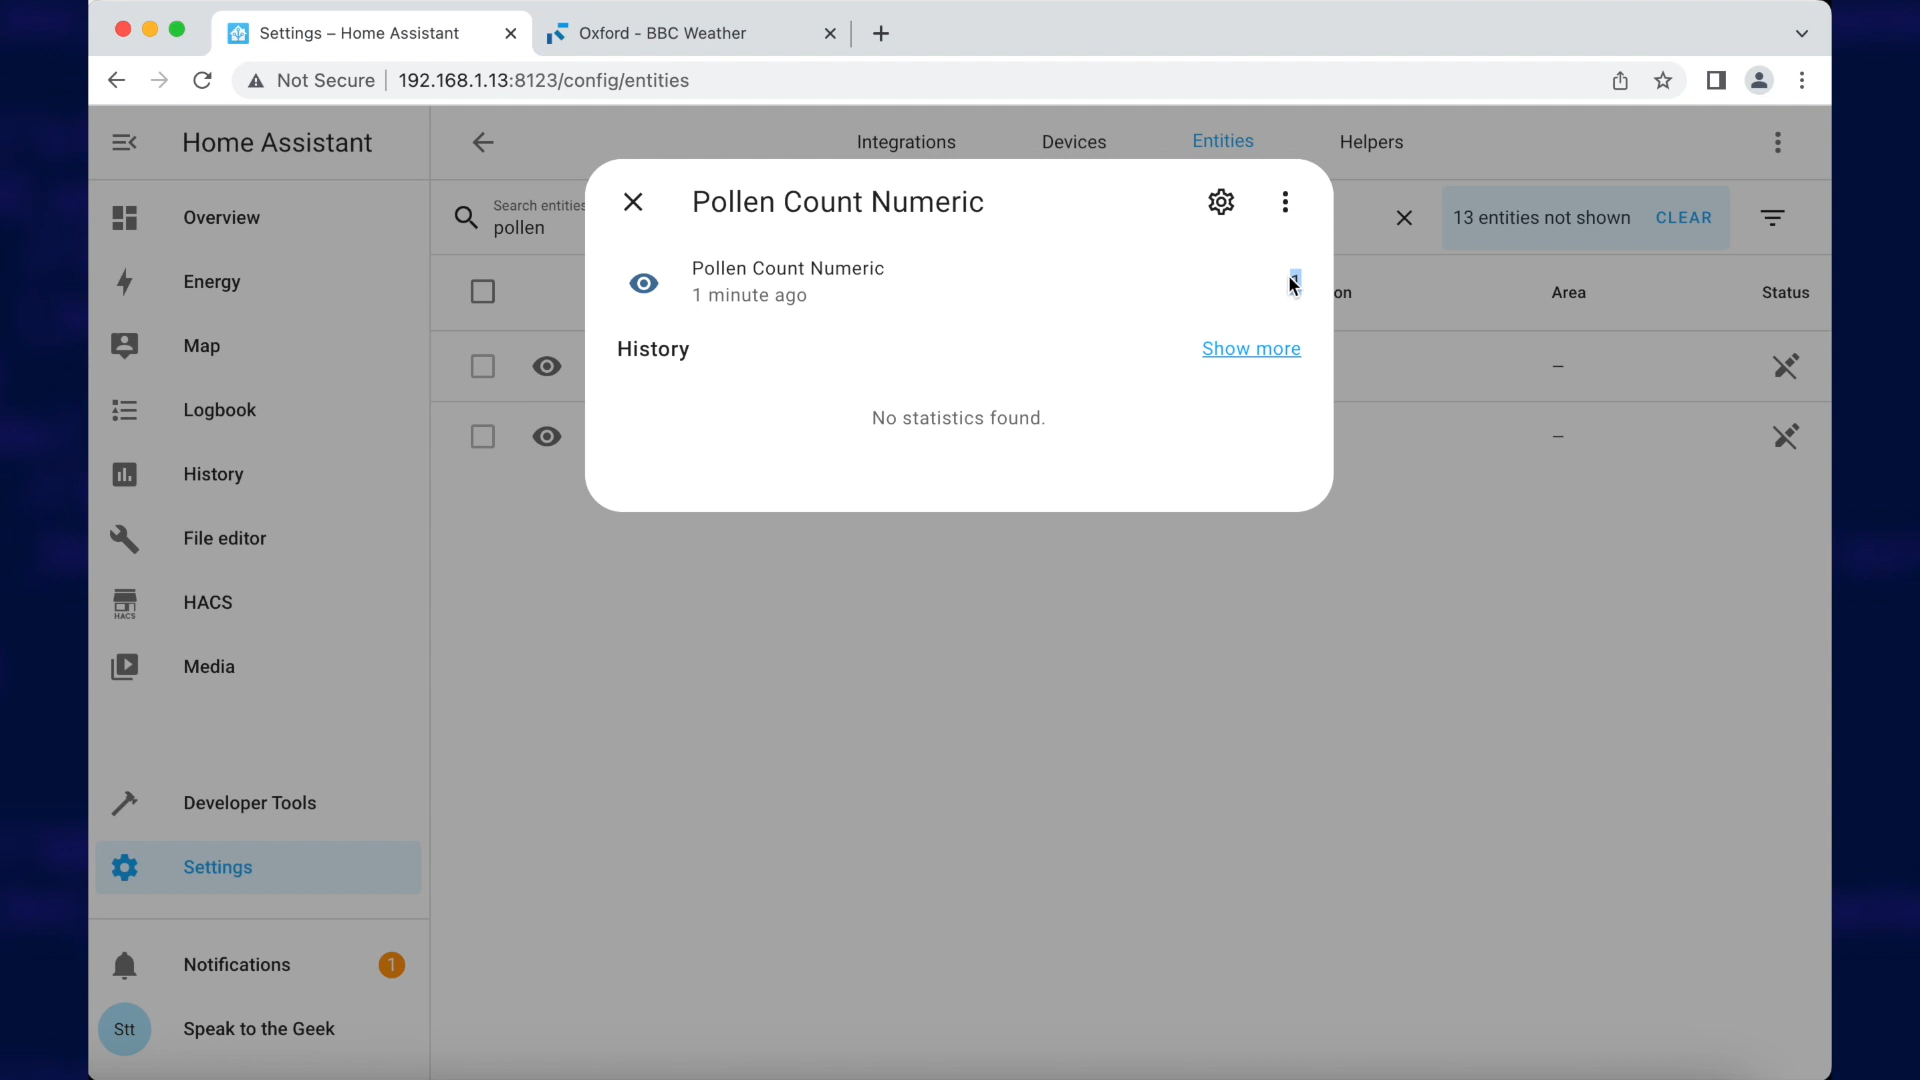 Settings – Home Assistant
Oxford - BBC Weather
Not Secure
192.168.1.13:8123/config/entities
Home Assistant
Integrations
Devices
Entities
Helpers
Overview
Energy
Map
Logbook
History
File editor
HACS
HACS
Media
Developer Tools
Settings
Notifications
1
Stt
Speak to the Geek
Search entities
pollen
13 entities not shown
CLEAR
on
Area
Status
–
–
Pollen Count Numeric
Pollen Count Numeric
1 minute ago
1
History
Show more
No statistics found.